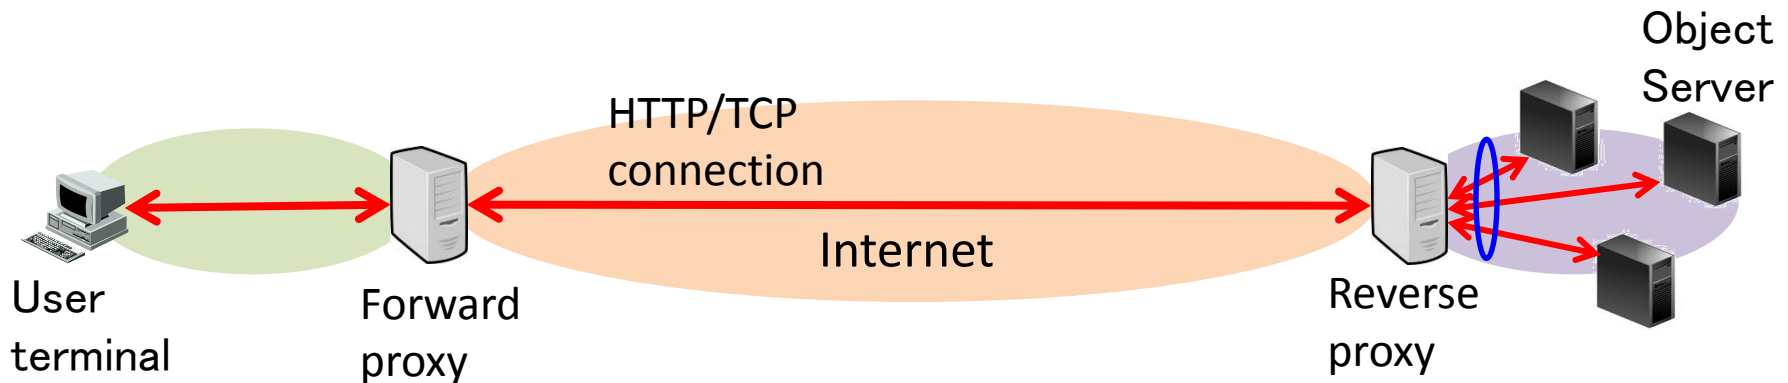 Object
Server
HTTP/TCP
connection
Internet
User
terminal
Forward
proxy
Reverse
proxy